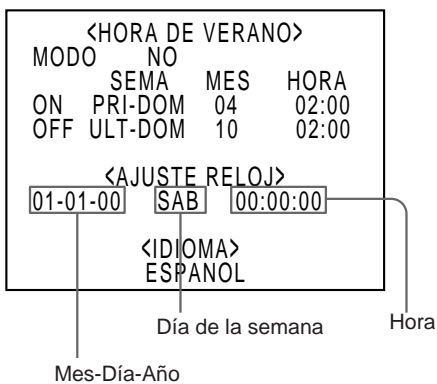 <HORA DE VERANO>
MODO NO
SEMA MES HORA
ON PRI-DOM 04 02:00
OFF ULT-DOM 10 02:00
<AJUSTE RELOJ>
01-01-00 SAB 00:00:00
<IDIOMA>
ESPANOL
Día de la semana
Hora
Mes-Día-Año